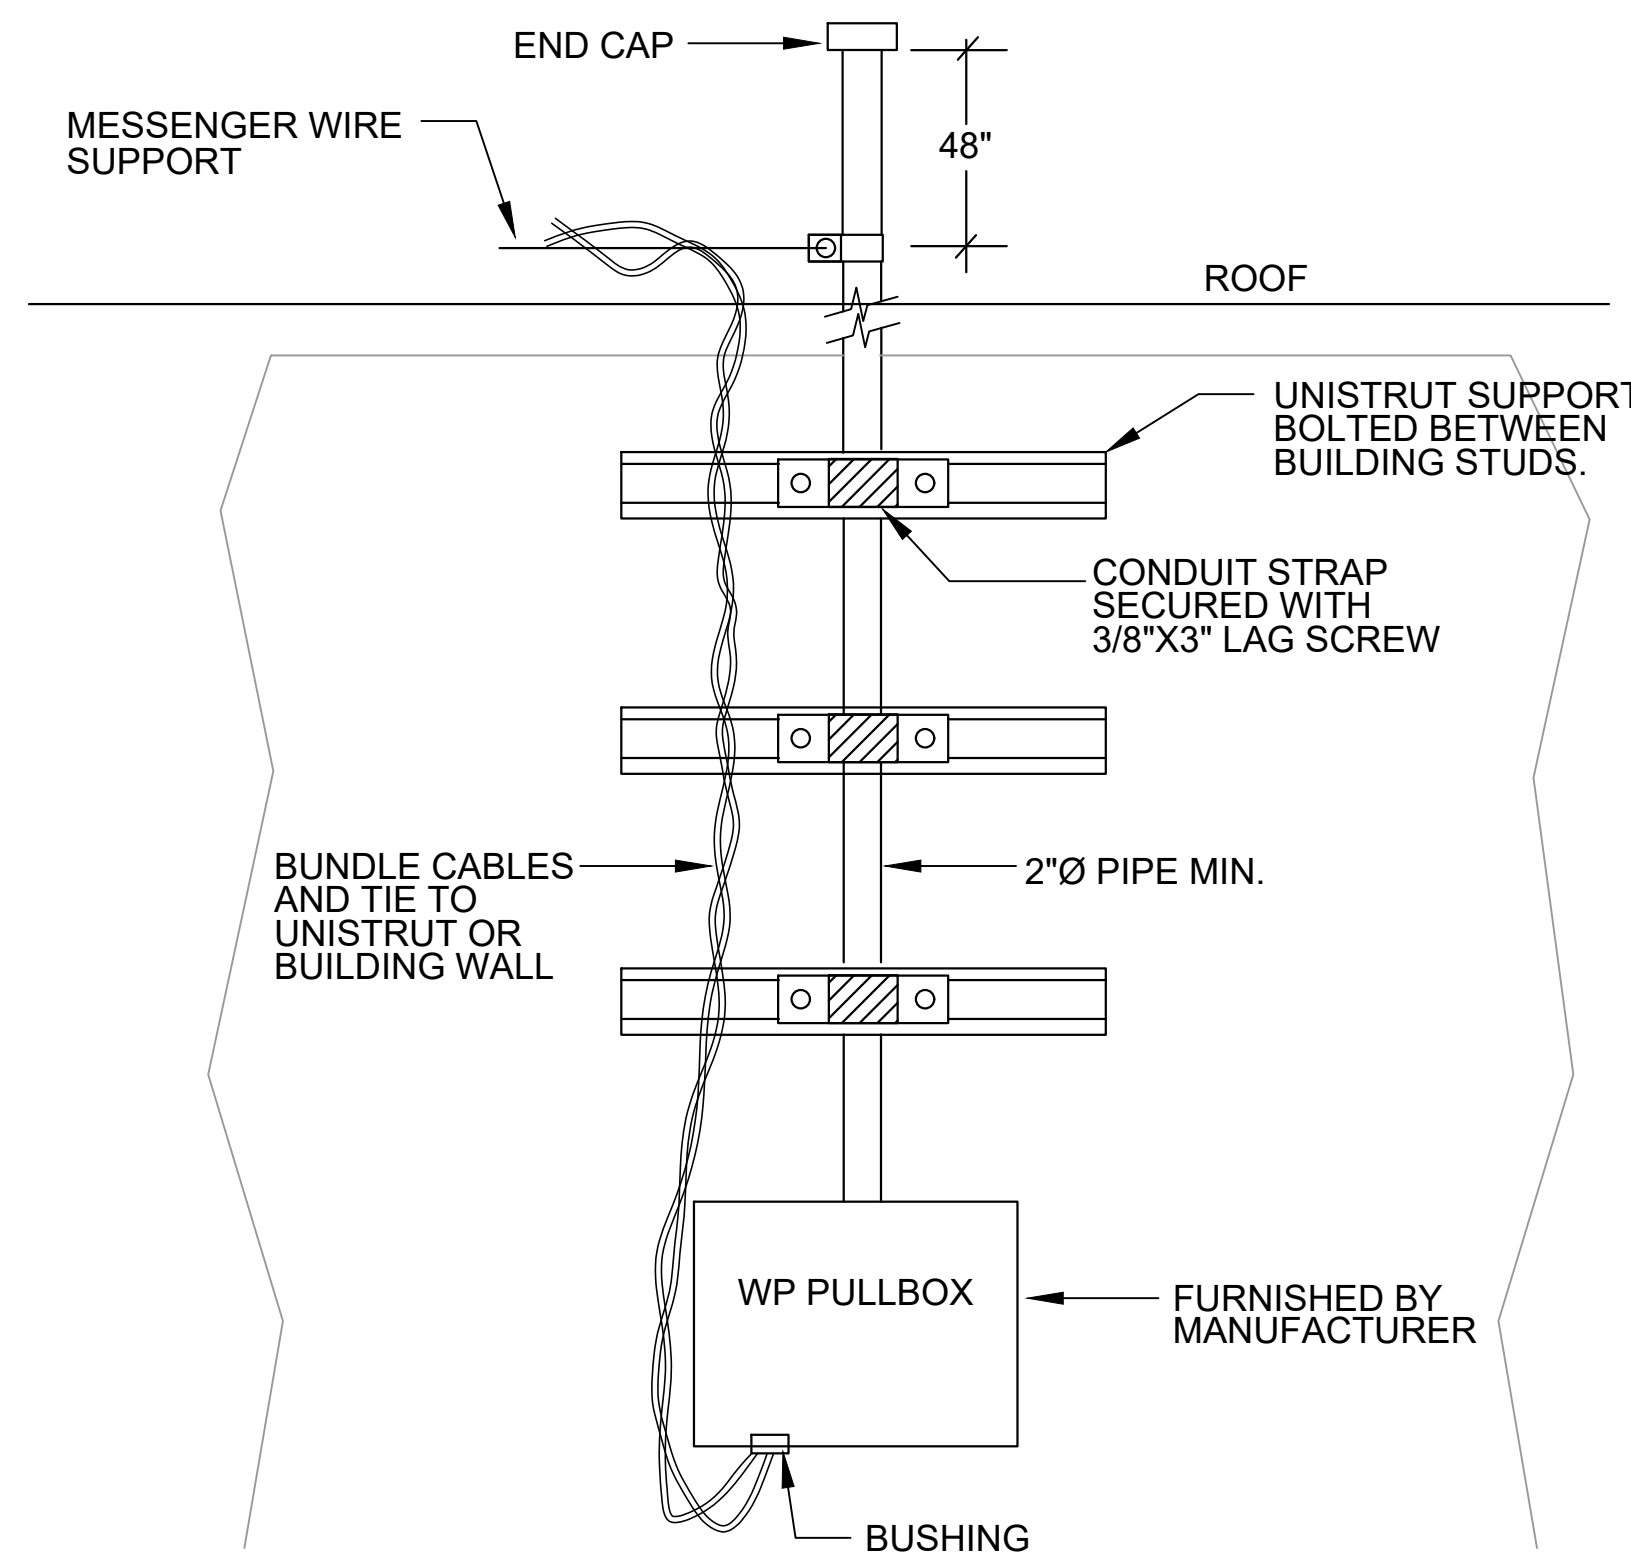 END CAP
MESSENGER WIRE
SUPPORT
48"
ROOF
UNISTRUT SUPPORT
BOLTED BETWEEN
BUILDING STUDS.
CONDUIT STRAP
SECURED WITH
3/8"X3" LAG SCREW
BUNDLE CABLES
AND TIE TO
UNISTRUT OR
BUILDING WALL
2"Ø PIPE MIN.
WP PULLBOX
FURNISHED BY
MANUFACTURER
BUSHING